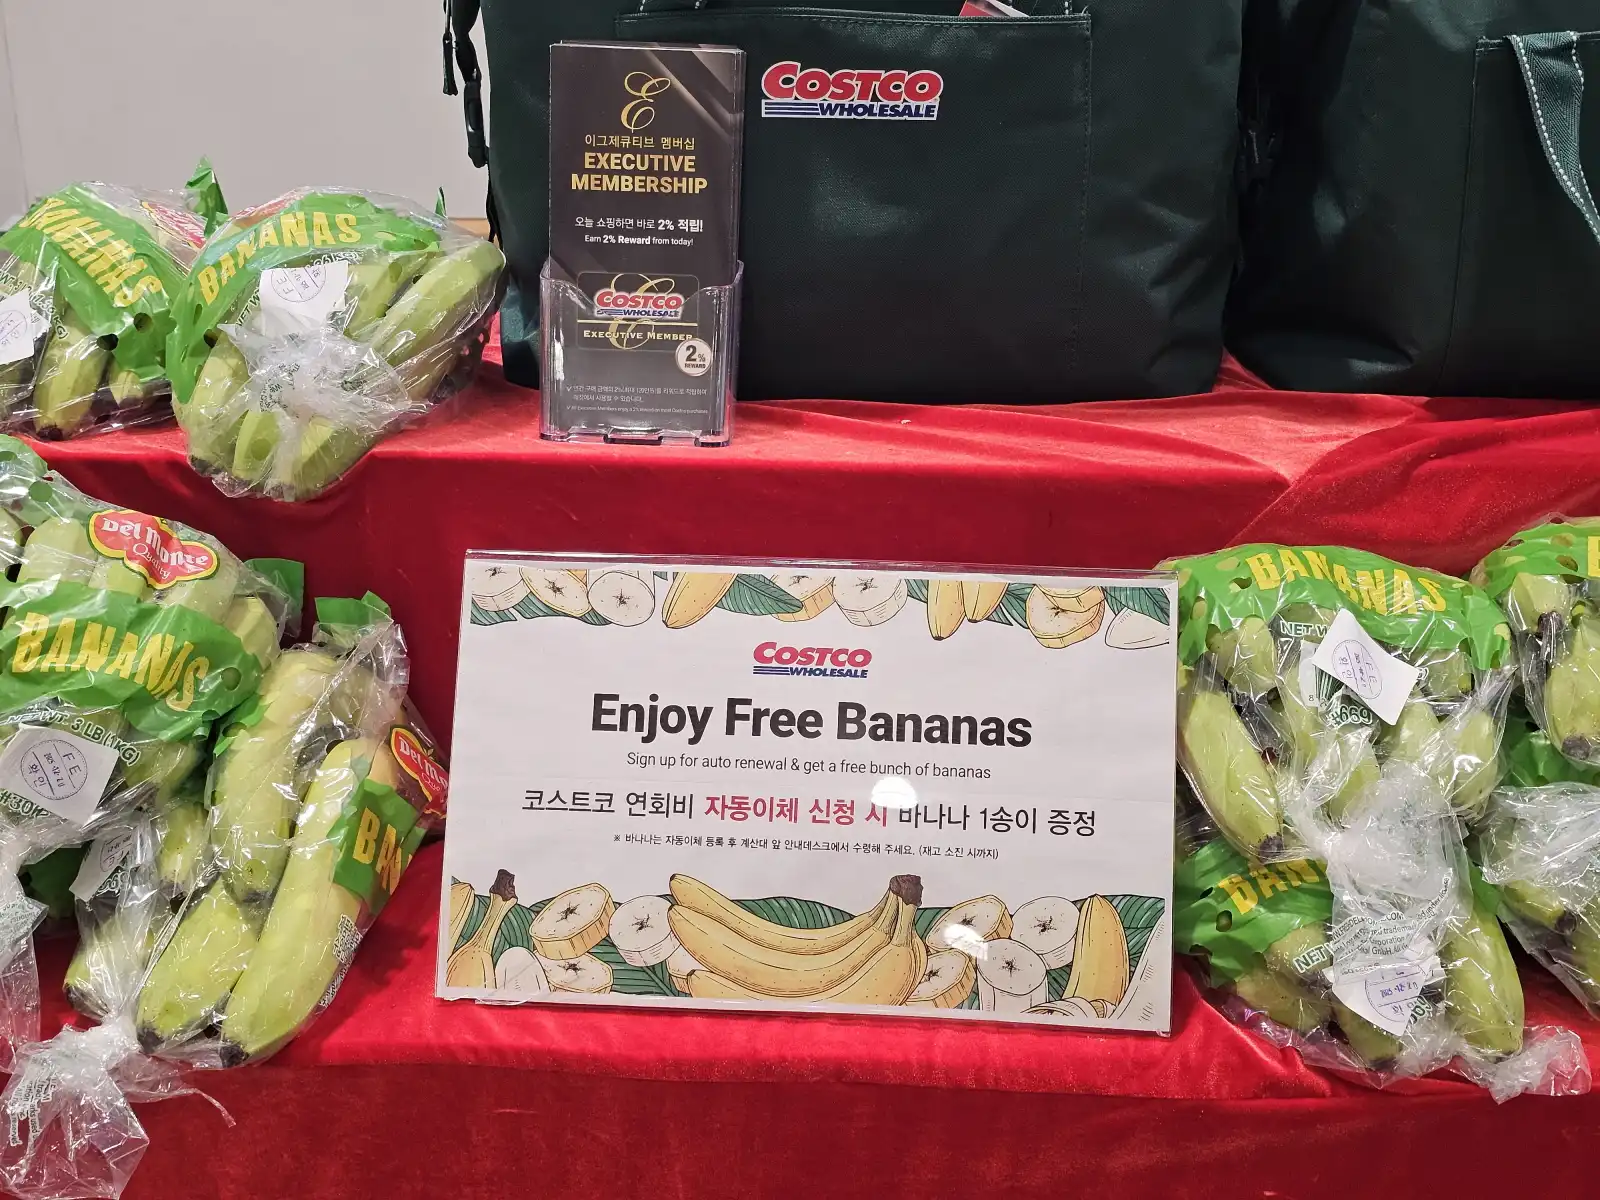 COSTCO
WHOLESALE
E
이그제큐티브 멤버십
EXECUTIVE
MEMBERSHIP
오늘 쇼핑하면 바로 2% 적립!
Earn 2% Reward from today!
COSTCO
WHOLESALE
EXECUTIVE MEMBER
2%
REWARD
BANANAS
BANANAS
Del Monte
Quality
BANANAS
NET WT. 3 LB
BANANAS
NET W
#669
COSTCO
WHOLESALE
Enjoy Free Bananas
Sign up for auto renewal & get a free bunch of bananas
코스트코 연회비 자동이체 신청 시 바나나 1송이 증정
※ 바나나는 자동이체 등록 후 계산대 앞 안내데스크에서 수령해 주세요. (재고 소진 시까지)